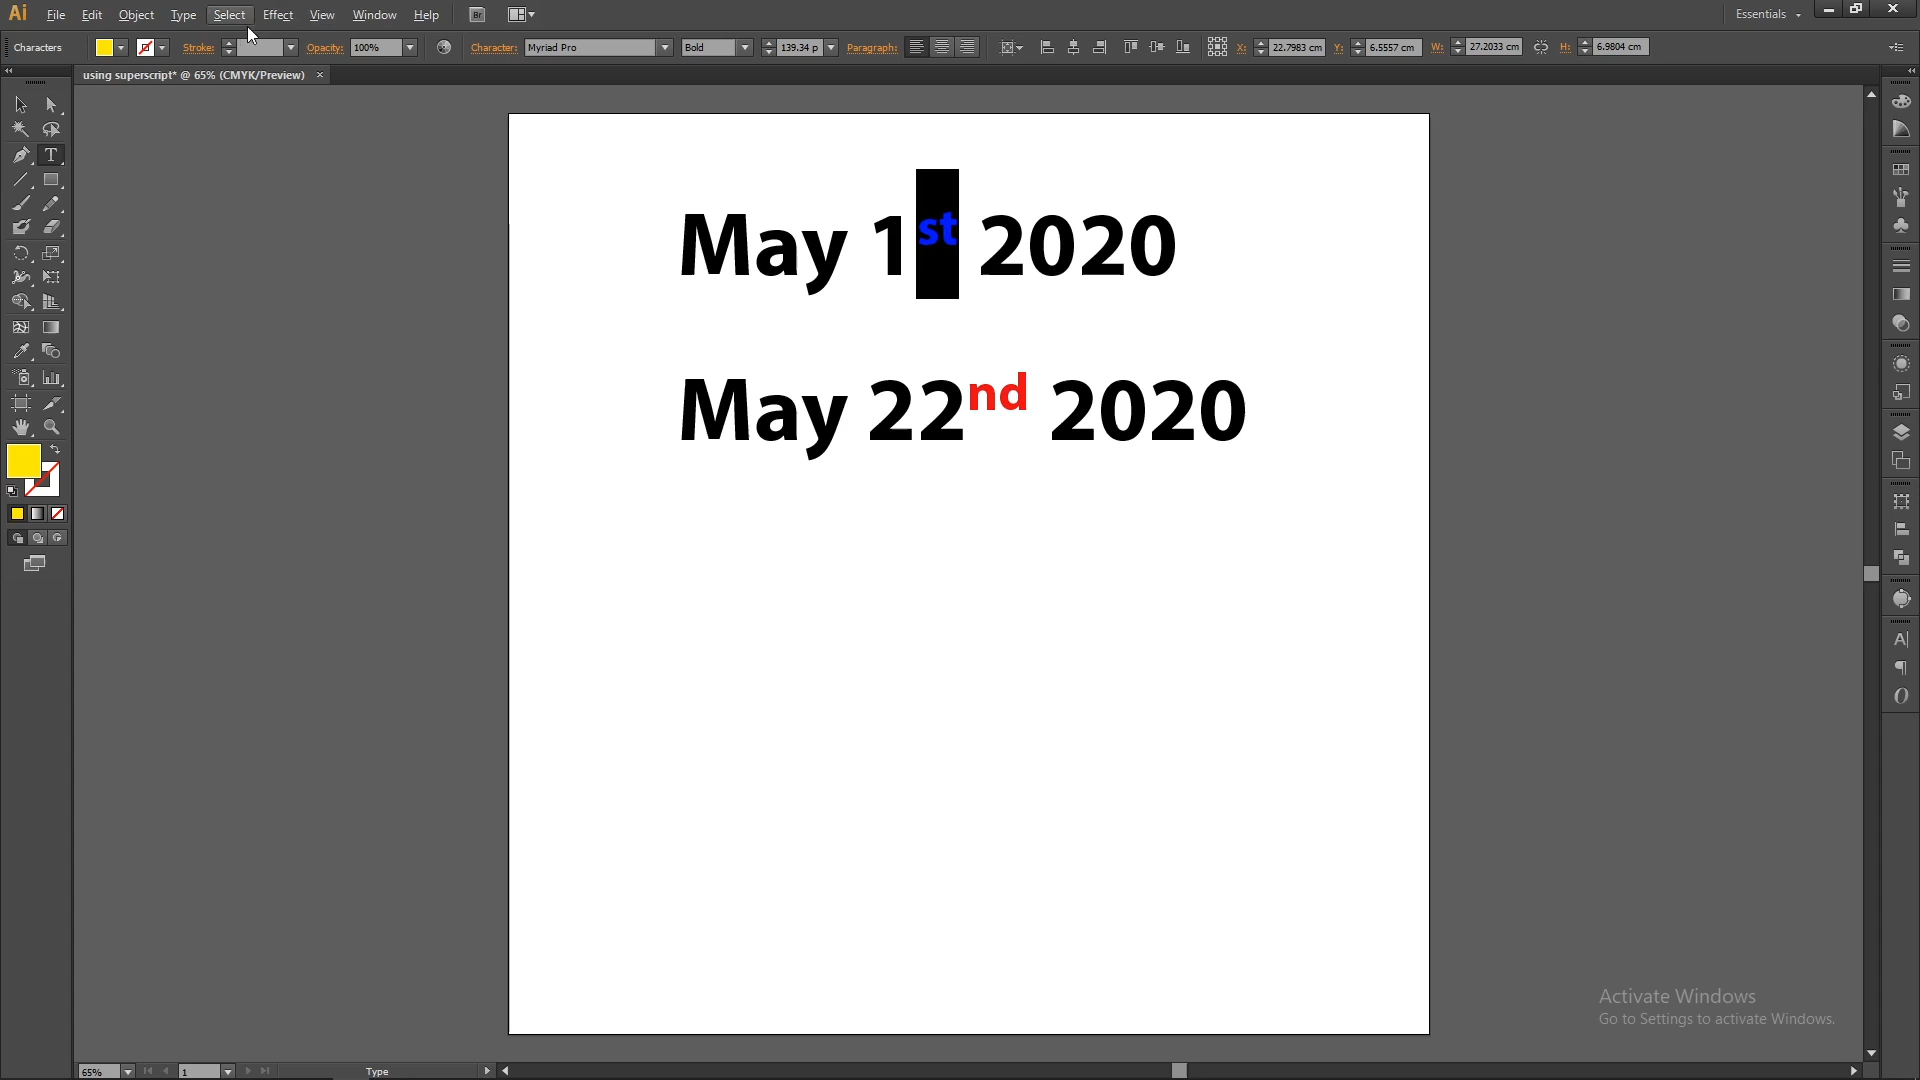 Ai File Edit Object Type Select Effect View Window Help Br Essentials
Characters Stroke: Opacity: 100% Character: Myriad Pro Bold 139.34 p Paragraph: X: 22.7983 cm Y: 6.5557 cm W: 27.2033 cm H: 6.9804 cm
using superscript* @ 65% (CMYK/Preview)
May 1st 2020
May 22nd 2020
Activate Windows
Go to Settings to activate Windows.
65% 1 Type